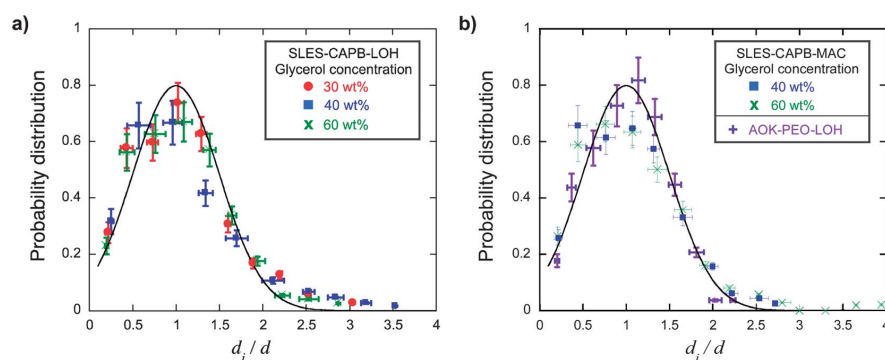 a)
Probability distribution
1
0.8
0.6
0.4
0.2
0
0 0.5 1 1.5 2 2.5 3 3.5 4
d_i / d
SLES-CAPB-LOH
Glycerol concentration
30 wt%
40 wt%
60 wt%
b)
Probability distribution
1
0.8
0.6
0.4
0.2
0
0 0.5 1 1.5 2 2.5 3 3.5 4
d_i / d
SLES-CAPB-MAC
Glycerol concentration
40 wt%
60 wt%
AOK-PEO-LOH